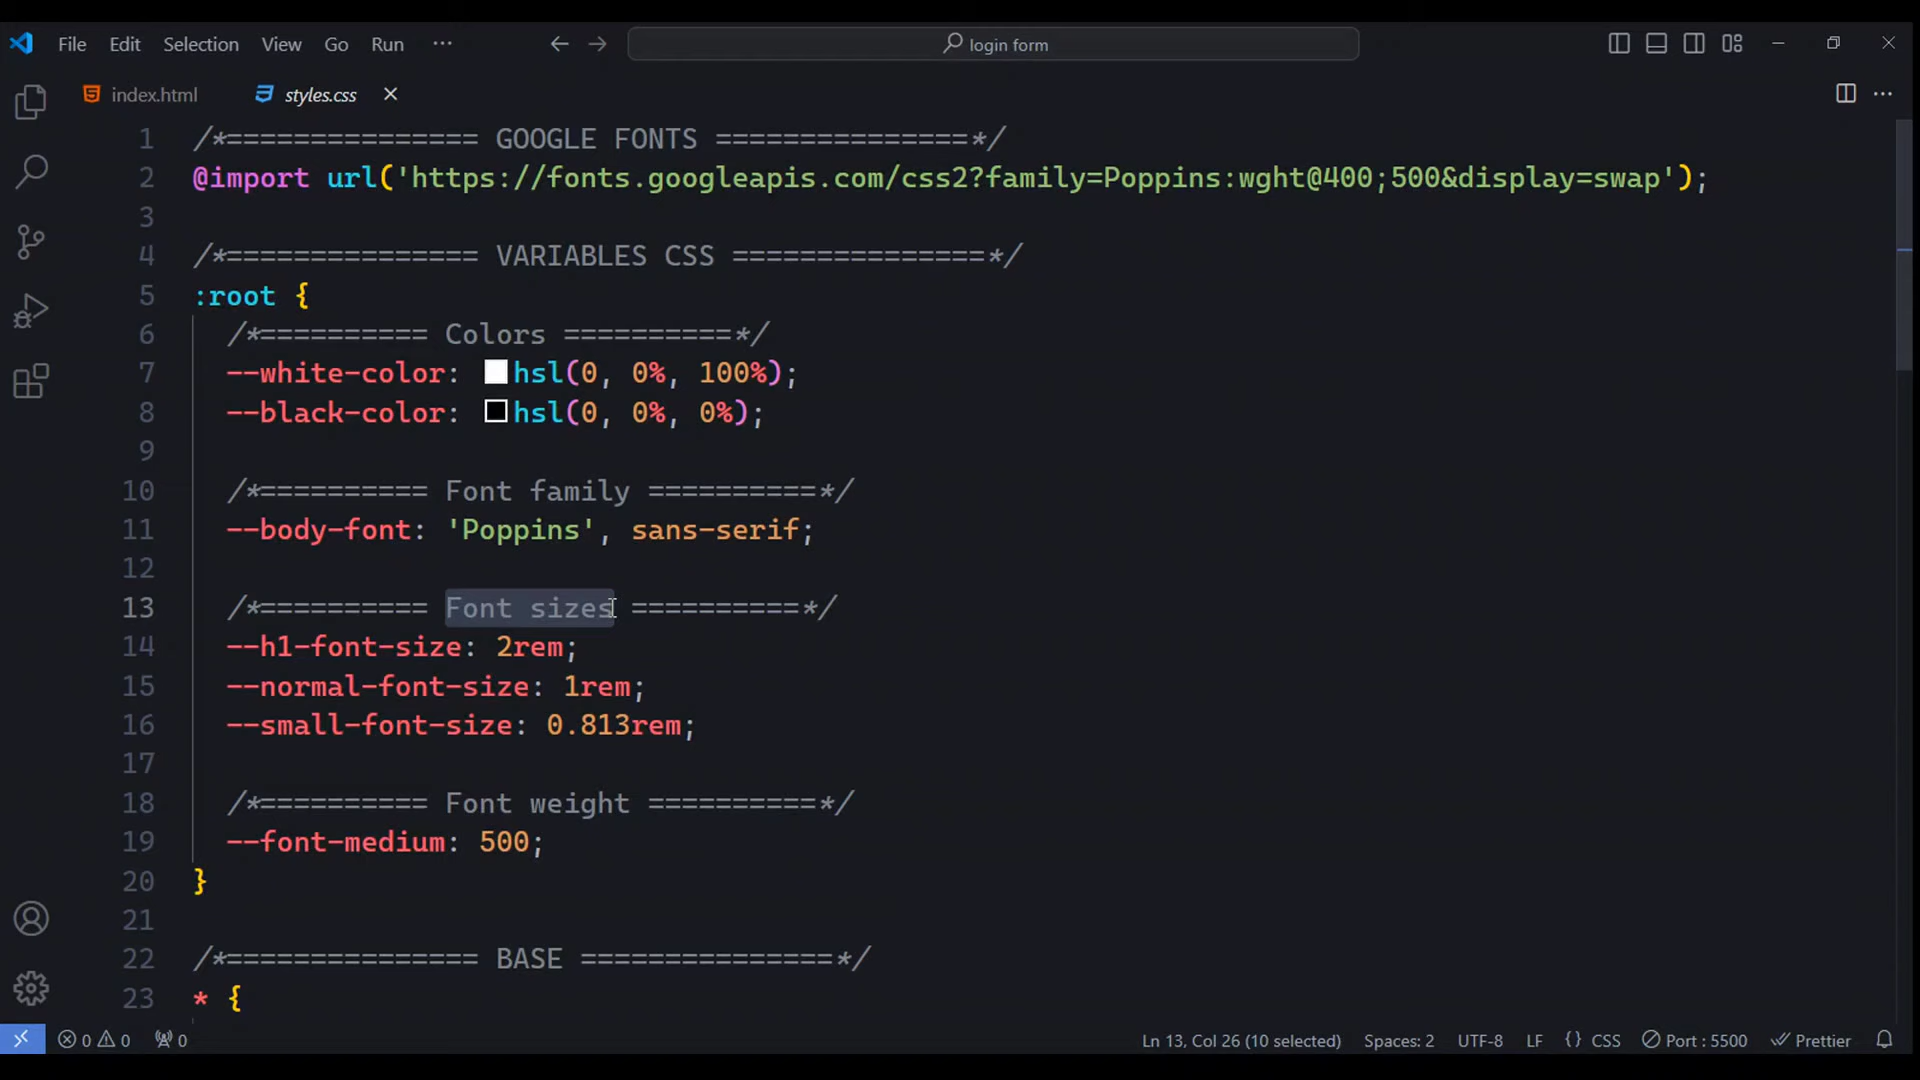 File Edit Selection View Go Run ··· login form
index.html styles.css
1 /*=============== GOOGLE FONTS ===============*/
2 @import url('https://fonts.googleapis.com/css2?family=Poppins:wght@400;500&display=swap');
3
4 /*=============== VARIABLES CSS ===============*/
5 :root {
6 /*========== Colors ==========*/
7 --white-color: hsl(0, 0%, 100%);
8 --black-color: hsl(0, 0%, 0%);
9
10 /*========== Font family ==========*/
11 --body-font: 'Poppins', sans-serif;
12
13 /*========== Font sizes ==========*/
14 --h1-font-size: 2rem;
15 --normal-font-size: 1rem;
16 --small-font-size: 0.813rem;
17
18 /*========== Font weight ==========*/
19 --font-medium: 500;
20 }
21
22 /*=============== BASE ===============*/
23 * {
0 0 0 Ln 13, Col 26 (10 selected) Spaces: 2 UTF-8 LF {} CSS Port : 5500 Prettier